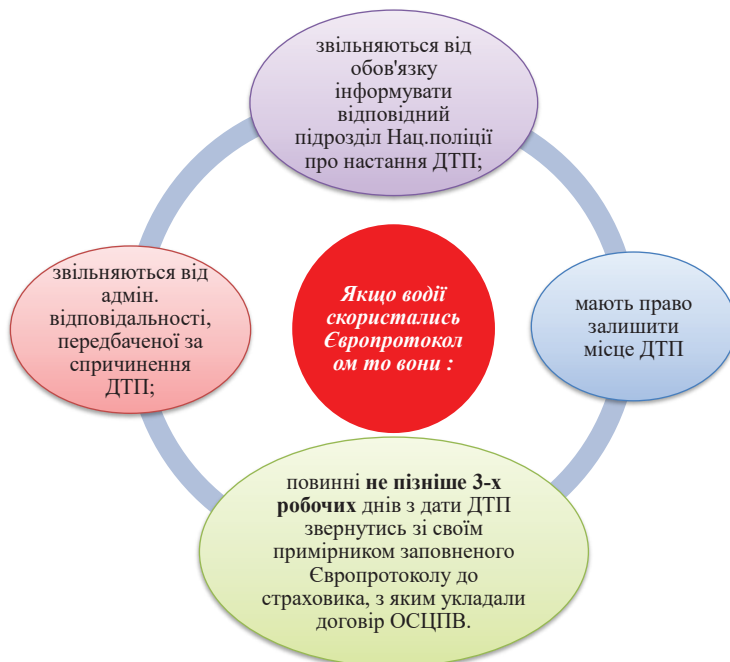 звільняються від
обов'язку
інформувати
відповідний
підрозділ Нац.поліції
про настання ДТП;
звільняються від
адмін.
відповідальності,
передбаченої за
спричинення
ДТП;
Якщо водії
скористались
Європротокол
ом то вони :
мають право
залишити
місце ДТП
повинні не пізніше 3-х
робочих днів з дати ДТП
звернутись зі своїм
примірником заповненого
Європротоколу до
страховика, з яким укладали
договір ОСЦПВ.